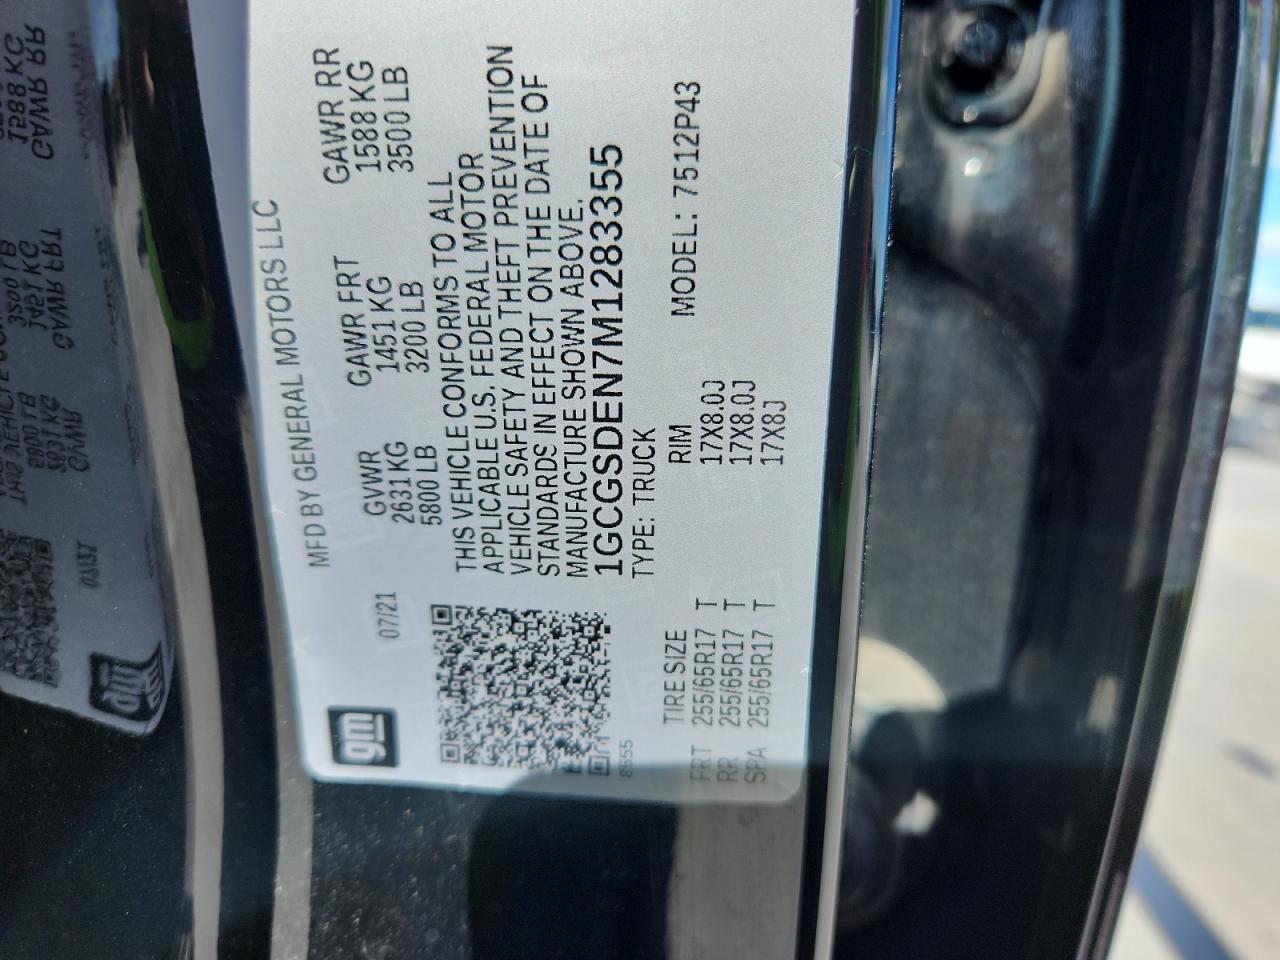 gm
MFD BY GENERAL MOTORS LLC
07/21
GVWR GAWR FRT GAWR RR
2631 KG 1451 KG 1588 KG
5800 LB 3200 LB 3500 LB
THIS VEHICLE CONFORMS TO ALL
APPLICABLE U.S. FEDERAL MOTOR
VEHICLE SAFETY AND THEFT PREVENTION
STANDARDS IN EFFECT ON THE DATE OF
MANUFACTURE SHOWN ABOVE.
1GCGSDEN7M1283355
8555
TYPE: TRUCK
MODEL: 7512P43
TIRE SIZE RIM
FRT 255/65R17 T 17X8.0J
RR 255/65R17 T 17X8.0J
SPA 255/65R17 T 17X8J